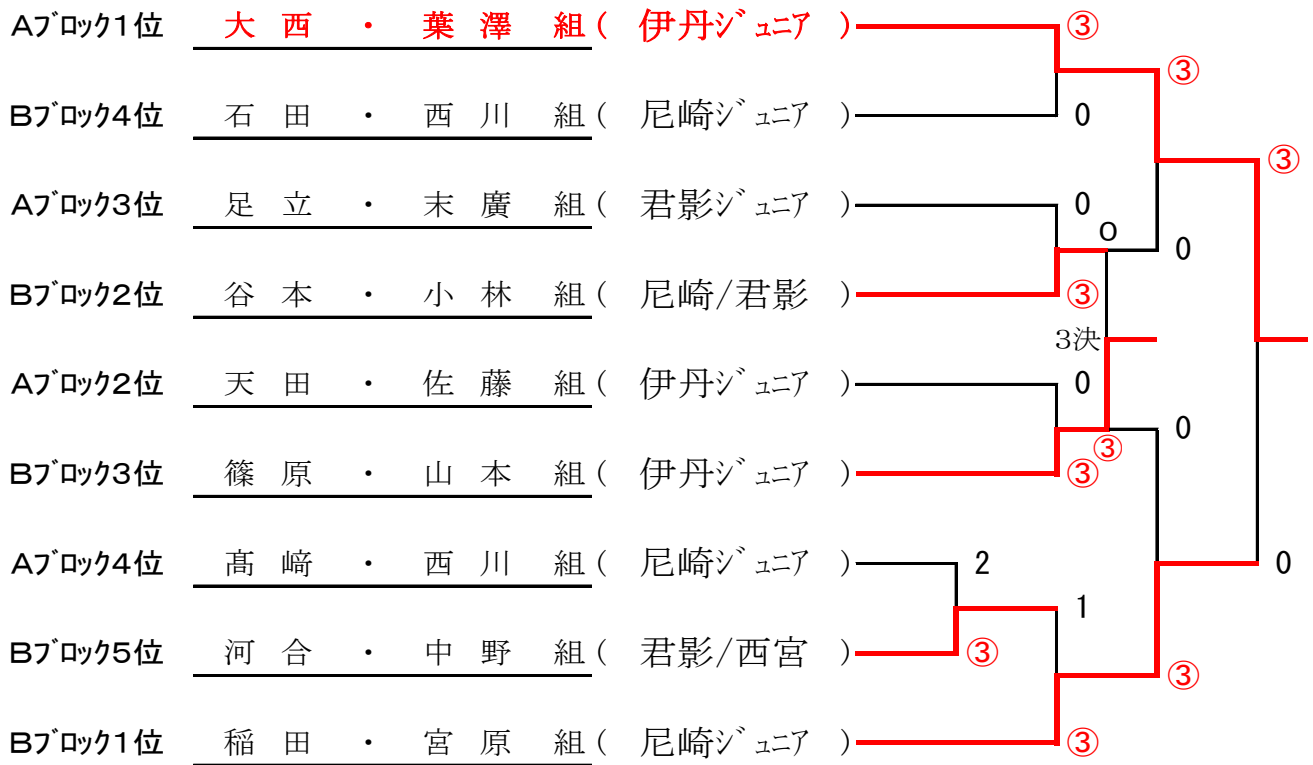 Aブロック1位 大西・葉澤 組(伊丹ジュニア) ③
③
Bブロック4位 石田・西川 組(尼崎ジュニア) 0
③
Aブロック3位 足立・末廣 組(君影ジュニア) 0
0
0
Bブロック2位 谷本・小林 組(尼崎/君影) ③
3決
Aブロック2位 天田・佐藤 組(伊丹ジュニア) 0
0
③
Bブロック3位 篠原・山本 組(伊丹ジュニア) ③
Aブロック4位 髙﨑・西川 組(尼崎ジュニア) 2
0
1
Bブロック5位 河合・中野 組(君影/西宮) ③
③
Bブロック1位 稲田・宮原 組(尼崎ジュニア) ③